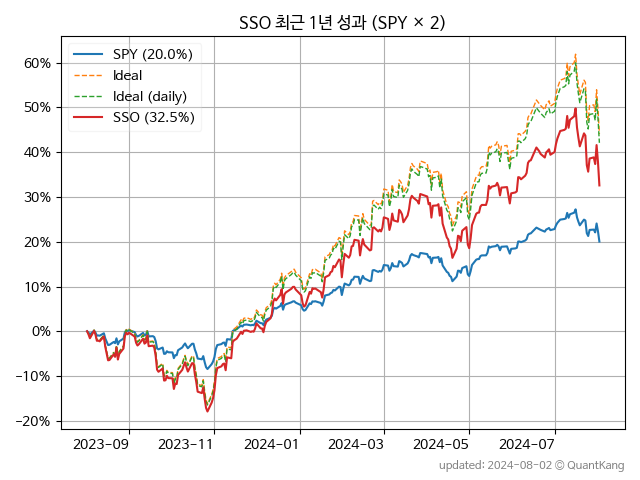 SSO 최근 1년 성과 (SPY × 2)
SPY (20.0%)
Ideal
Ideal (daily)
SSO (32.5%)
60%
50%
40%
30%
20%
10%
0%
−10%
−20%
2023-09
2023-11
2024-01
2024-03
2024-05
2024-07
updated: 2024-08-02 © QuantKang